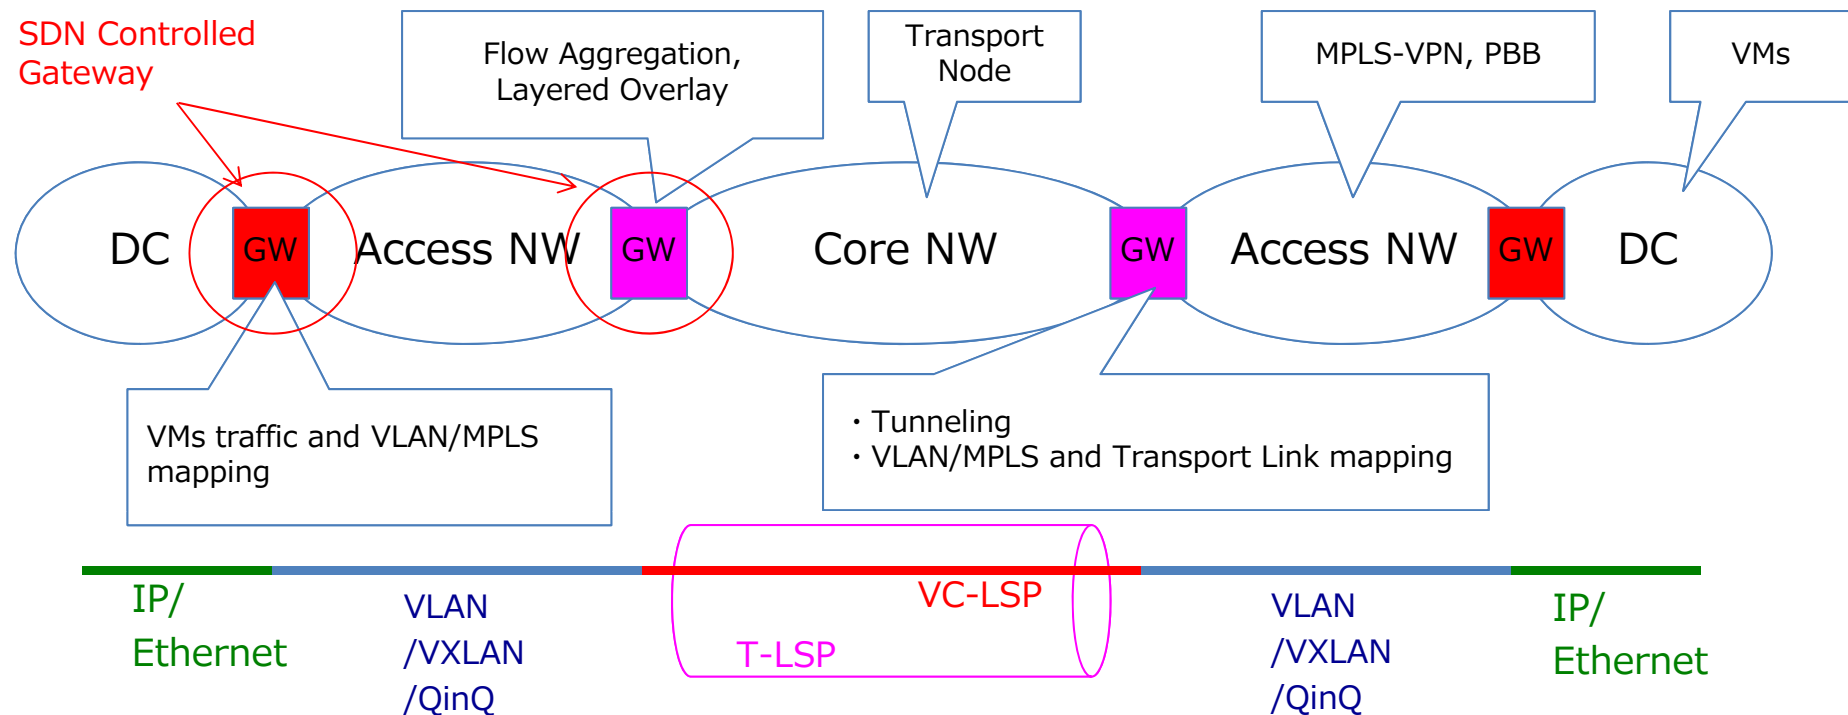 SDN Controlled
Gateway
Flow Aggregation,
Layered Overlay
Transport
Node
MPLS-VPN, PBB
VMs
DC
GW
Access NW
GW
Core NW
GW
Access NW
GW
DC
VMs traffic and VLAN/MPLS
mapping
・Tunneling
・VLAN/MPLS and Transport Link mapping
IP/
Ethernet
VLAN
/VXLAN
/QinQ
VC-LSP
T-LSP
VLAN
/VXLAN
/QinQ
IP/
Ethernet